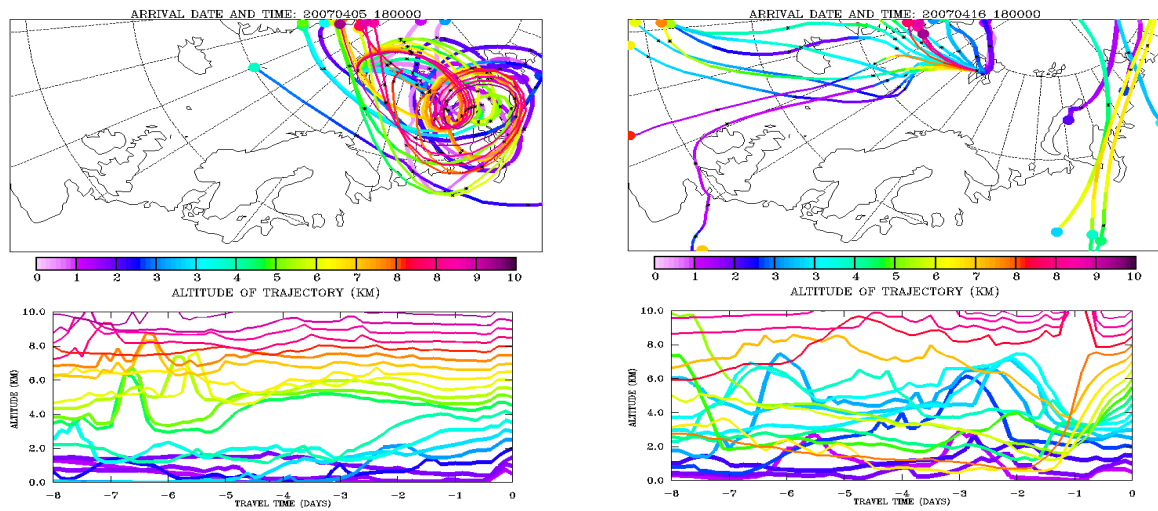 ARRIVAL DATE AND TIME: 20070405 180000
0 1 2 3 3 4 5 6 7 8 8 9 10
ALTITUDE OF TRAJECTORY (KM)
10.0
8.0
6.0
4.0
2.0
0.0
ALTITUDE (KM)
-8 -7 -6 -5 -4 -3 -2 -1 0
TRAVEL TIME (DAYS)
ARRIVAL DATE AND TIME: 20070416 180000
0 1 2 3 3 4 5 6 7 8 8 9 10
ALTITUDE OF TRAJECTORY (KM)
10.0
8.0
6.0
4.0
2.0
0.0
ALTITUDE (KM)
-8 -7 -6 -5 -4 -3 -2 -1 0
TRAVEL TIME (DAYS)